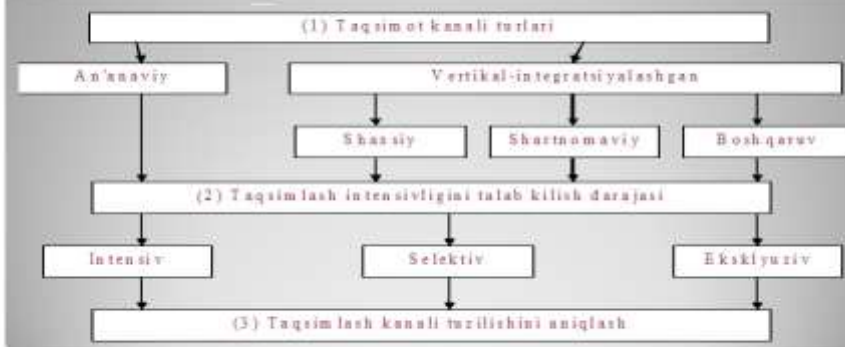 (1) Taqsimot kanali turlari
An'anaviy
Vertikal-integratsiyalashgan
Shaxsiy
Shartnomaviy
Boshqaruv
(2) Taqsimlash intensivligini talab kilish darajasi
Intensiv
Selektiv
Eksklyuziv
(3) Taqsimlash kanali tuzilishini aniqlash